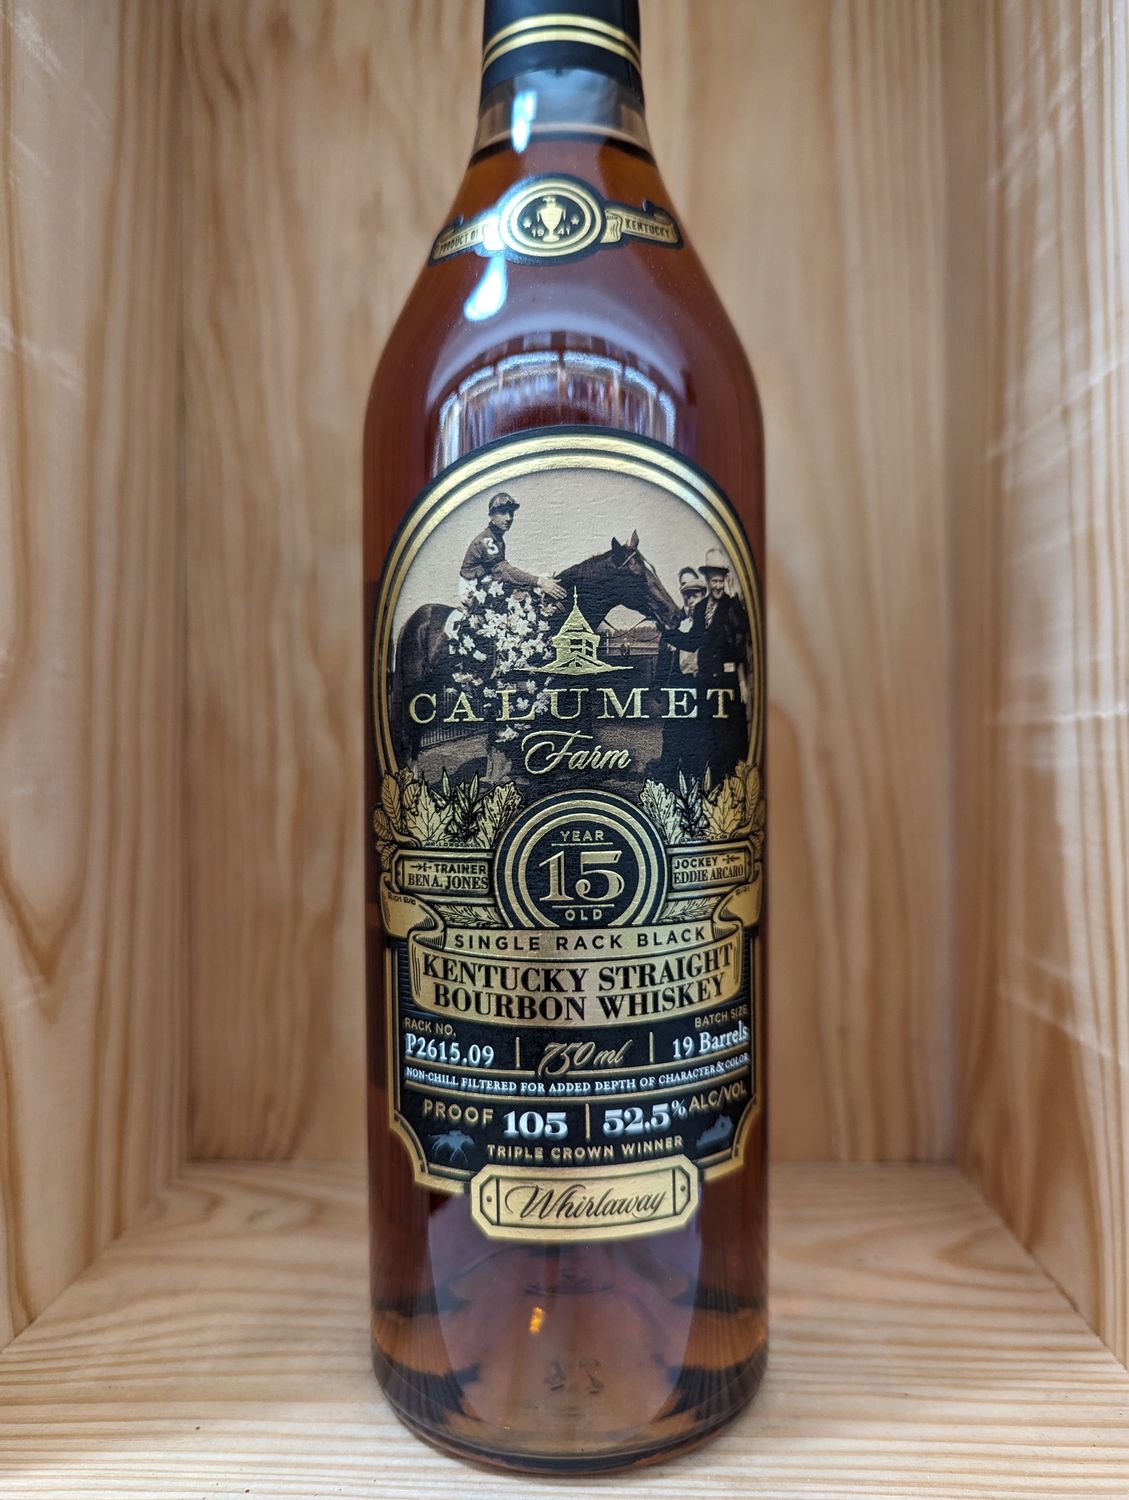 PRODUCT OF
1941
KENTUCKY
3
CALUMET
Farm
YEAR
15
OLD
TRAINER
BEN A. JONES
JOCKEY
EDDIE ARCARO
SINGLE RACK BLACK
KENTUCKY STRAIGHT
BOURBON WHISKEY
RACK NO.
P2615.09
750 ml
BATCH SIZE
19 Barrels
NON-CHILL FILTERED FOR ADDED DEPTH OF CHARACTER & COLOR
PROOF 105 | 52.5% ALC/VOL
TRIPLE CROWN WINNER
Whirlaway